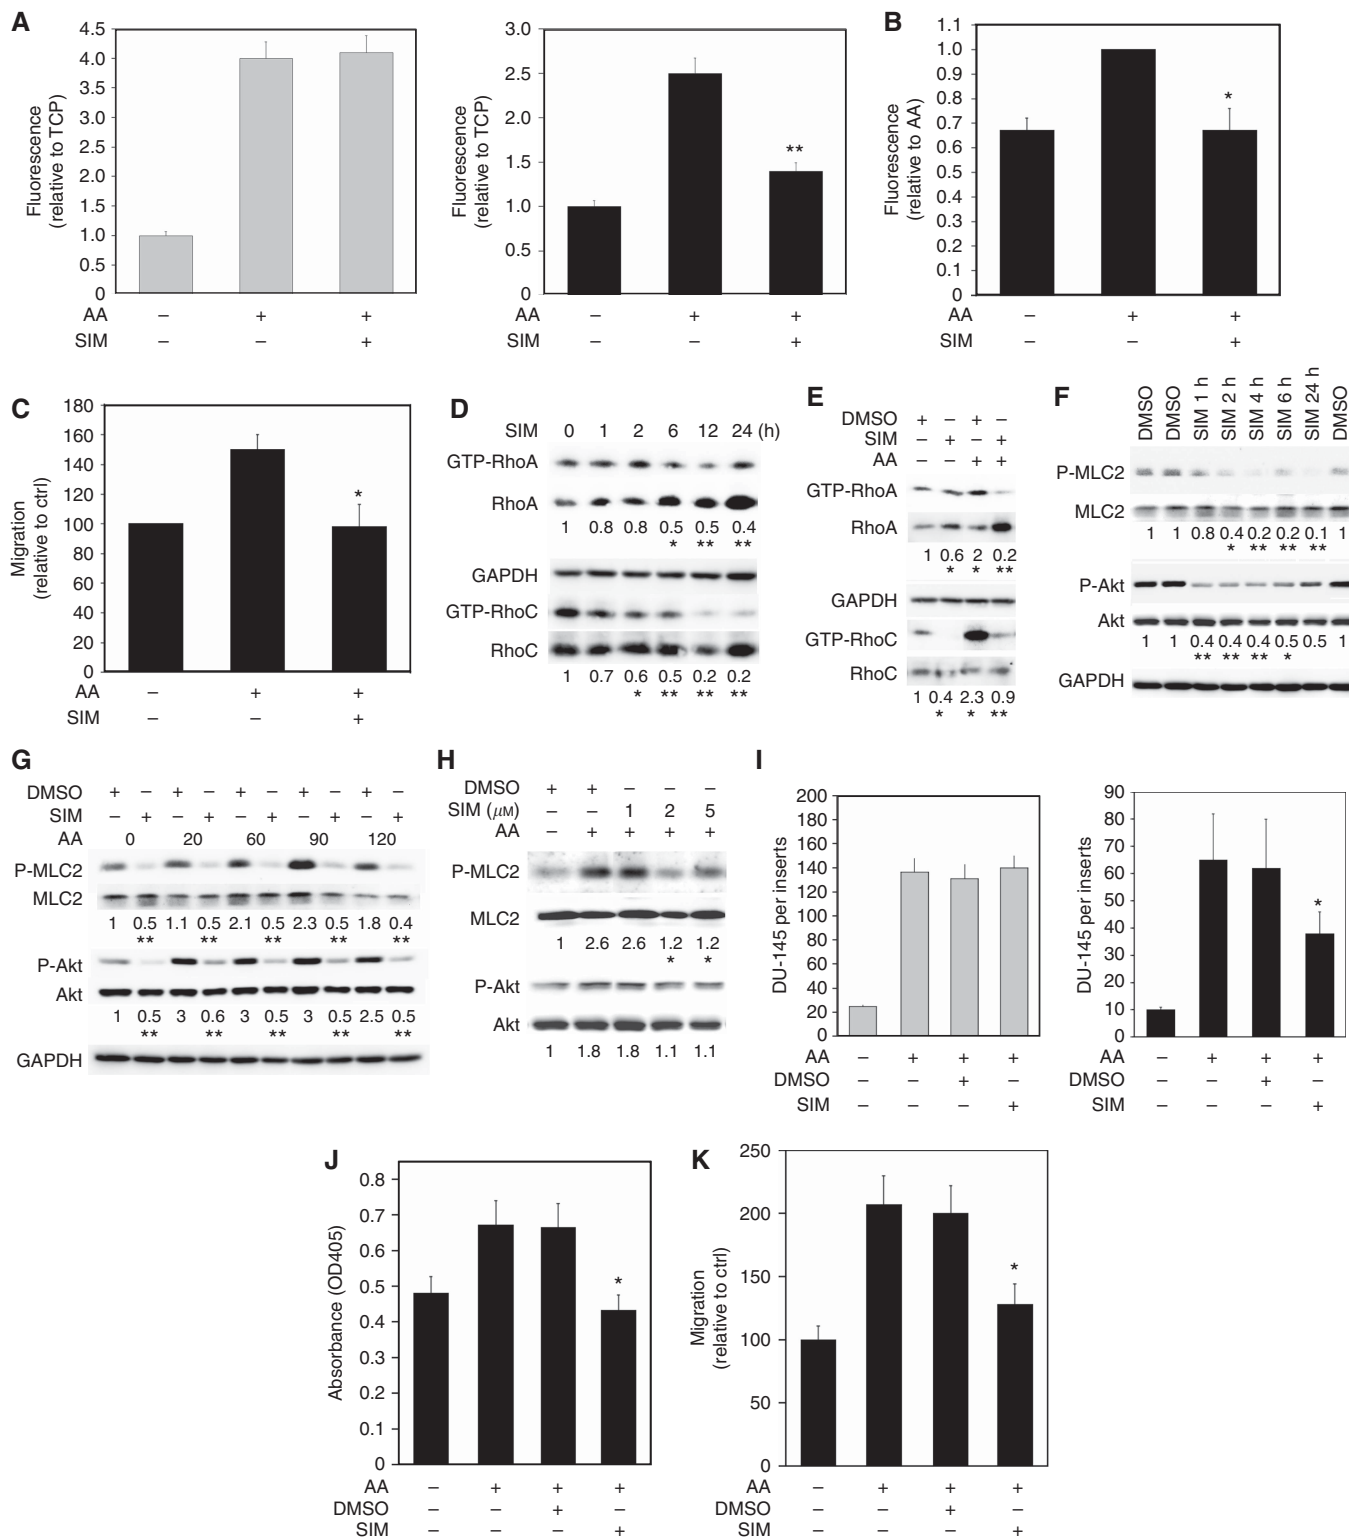 A
4.5
4.0
3.5
3.0
2.5
2.0
1.5
1.0
0.5
0
Fluorescence
(relative to TCP)
AA – + +
SIM – – +
3.0
2.5
2.0
1.5
1.0
0.5
0
Fluorescence
(relative to TCP)
**
– + +
AA
SIM – – +
B
1.1
1.0
0.9
0.8
0.7
0.6
0.5
0.4
0.3
0.2
0.1
0
Fluorescence
(relative to AA)
*
AA – + +
SIM – – +
C
180
160
140
120
100
80
60
40
20
0
Migration
(relative to ctrl)
*
AA – + +
SIM – – +
D
SIM 0 1 2 6 12 24 (h)
GTP-RhoA
RhoA
1 0.8 0.8 0.5 0.5 0.4
* ** **
GAPDH
GTP-RhoC
RhoC
1 0.7 0.6 0.5 0.2 0.2
* ** ** **
E
DMSO + – + –
SIM – + – +
AA – – + +
GTP-RhoA
RhoA
1 0.6 2 0.2
* * **
GAPDH
GTP-RhoC
RhoC
1 0.4 2.3 0.9
* * **
F
DMSO
DMSO
SIM 1 h
SIM 2 h
SIM 4 h
SIM 6 h
SIM 24 h
DMSO
P-MLC2
MLC2
1 1 0.8 0.4 0.2 0.2 0.1 1
* ** ** **
P-Akt
Akt
1 1 0.4 0.4 0.4 0.5 0.5 1
** ** ** *
GAPDH
G
DMSO + – + – + – + – + –
SIM – + – + – + – + – +
AA 0 20 60 90 120
P-MLC2
MLC2
1 0.5 1.1 0.5 2.1 0.5 2.3 0.5 1.8 0.4
** ** ** ** **
P-Akt
Akt
1 0.5 3 0.6 3 0.5 3 0.5 2.5 0.5
** ** ** ** **
GAPDH
H
DMSO + + – – –
SIM (μM) – – 1 2 5
AA – + + + +
P-MLC2
MLC2
1 2.6 2.6 1.2 1.2
* *
P-Akt
Akt
1 1.8 1.8 1.1 1.1
I
200
180
160
140
120
100
80
60
40
20
0
DU-145 per inserts
AA – + + +
DMSO – – + –
SIM – – – +
90
80
70
60
50
40
30
20
10
0
DU-145 per inserts
*
AA – + + +
DMSO – – + –
SIM – – – +
J
0.8
0.7
0.6
0.5
0.4
0.3
0.2
0.1
0
Absorbance (OD405)
*
AA – + + +
DMSO – – + –
SIM – – – +
K
250
200
150
100
50
0
Migration
(relative to ctrl)
*
AA – + + +
DMSO – – + –
SIM – – – +